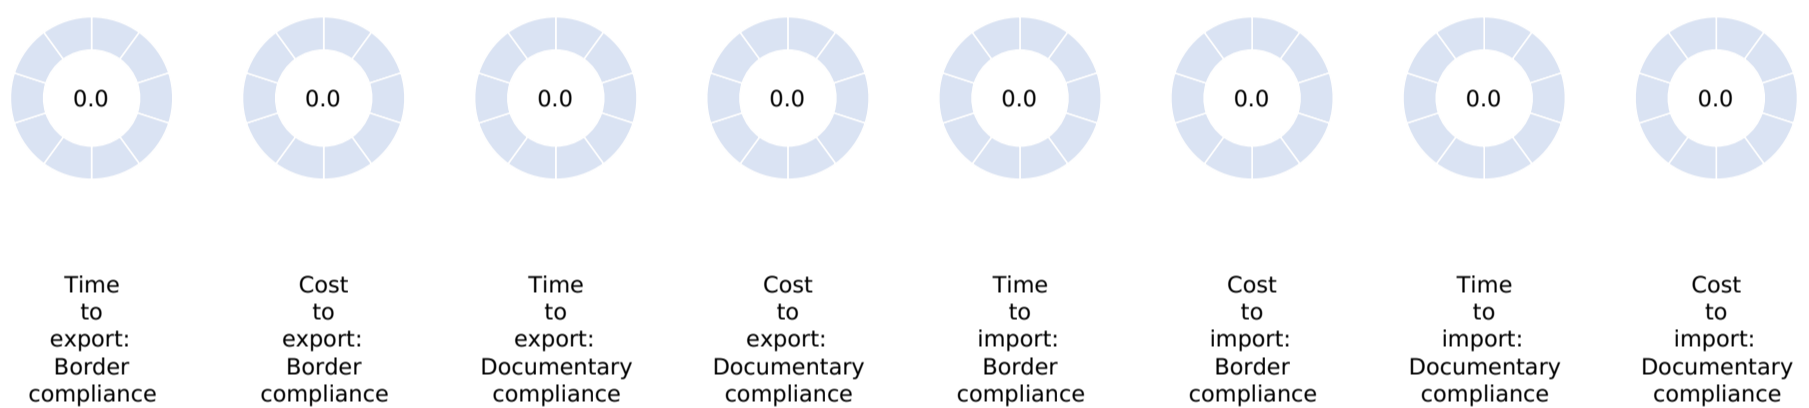 0.0 0.0 0.0 0.0 0.0 0.0 0.0 0.0
Time Cost Time Cost Time Cost Time Cost
to to to to to to to to
export: export: export: export: import: import: import: import:
Border Border Documentary Documentary Border Border Documentary Documentary
compliance compliance compliance compliance compliance compliance compliance compliance